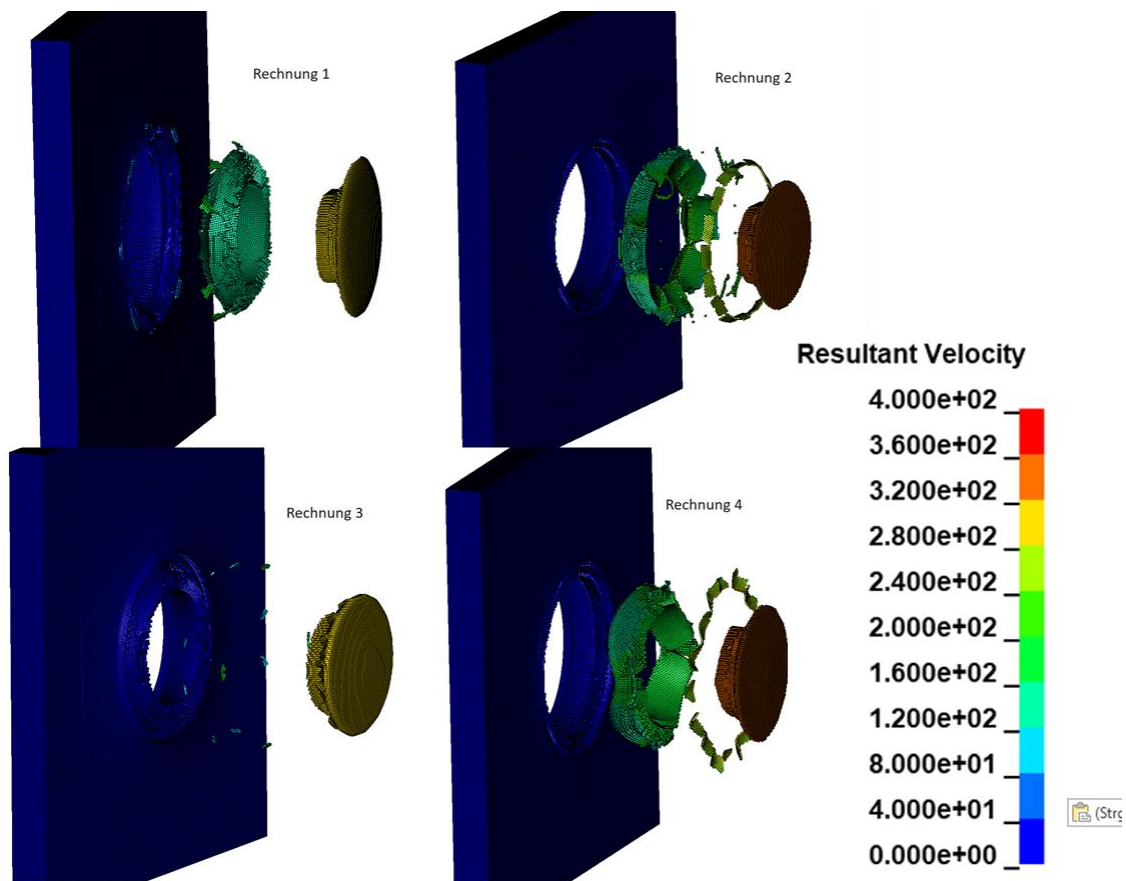 Rechnung 1
Rechnung 2
Rechnung 3
Rechnung 4
Resultant Velocity
4.000e+02
3.600e+02
3.200e+02
2.800e+02
2.400e+02
2.000e+02
1.600e+02
1.200e+02
8.000e+01
4.000e+01
0.000e+00
(Strg